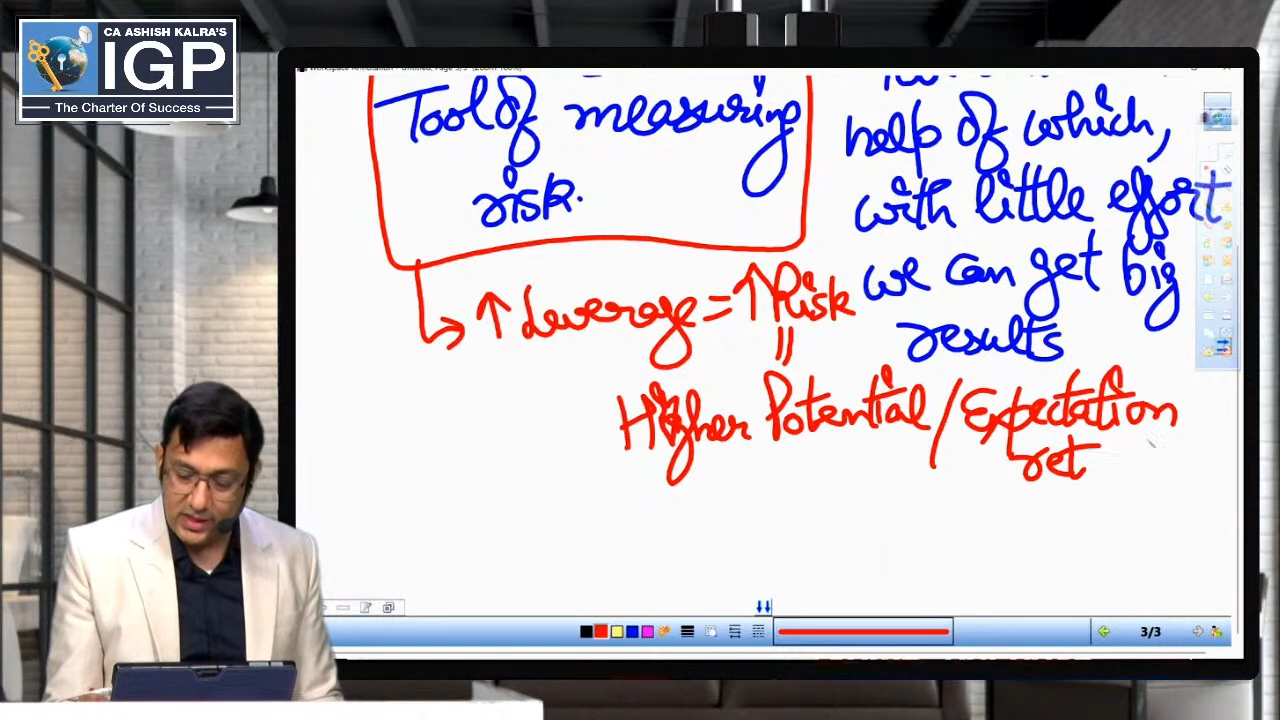 CA ASHISH KALRA'S
IGP
The Charter Of Success
Tool of measuring
risk.
help of which,
with little effort
we can get big
results
↑ Leverage = ↑ Risk
=
Higher Potential / Expectation
ret
3/3